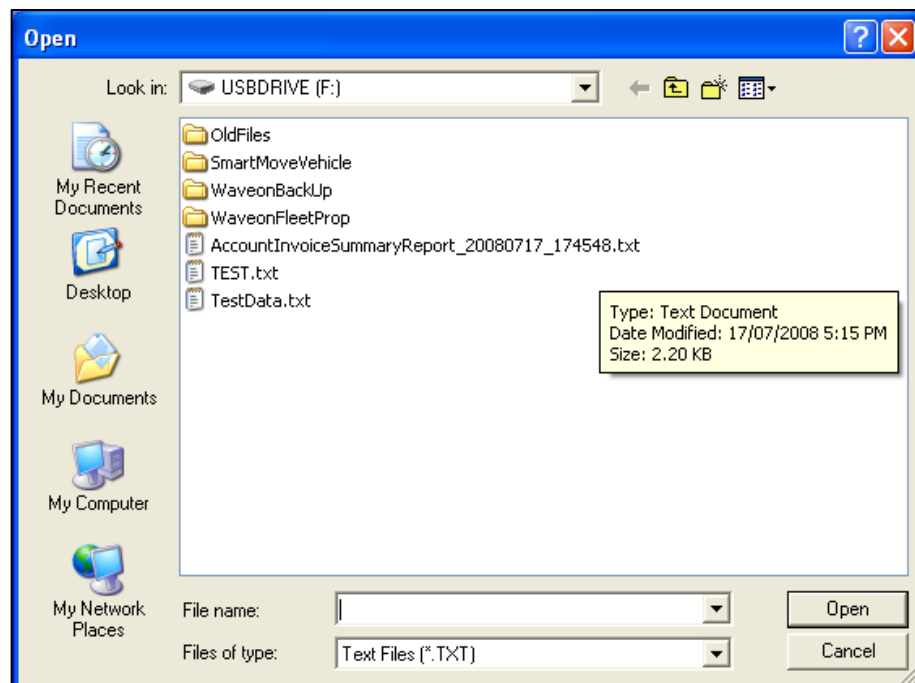 Open
Look in:
USBDRIVE (F:)
My Recent
Documents
Desktop
My Documents
My Computer
My Network
Places
OldFiles
SmartMoveVehicle
WaveonBackUp
WaveonFleetProp
AccountInvoiceSummaryReport_20080717_174548.txt
TEST.txt
TestData.txt
Type: Text Document
Date Modified: 17/07/2008 5:15 PM
Size: 2.20 KB
File name:
Open
Files of type:
Text Files (*.TXT)
Cancel